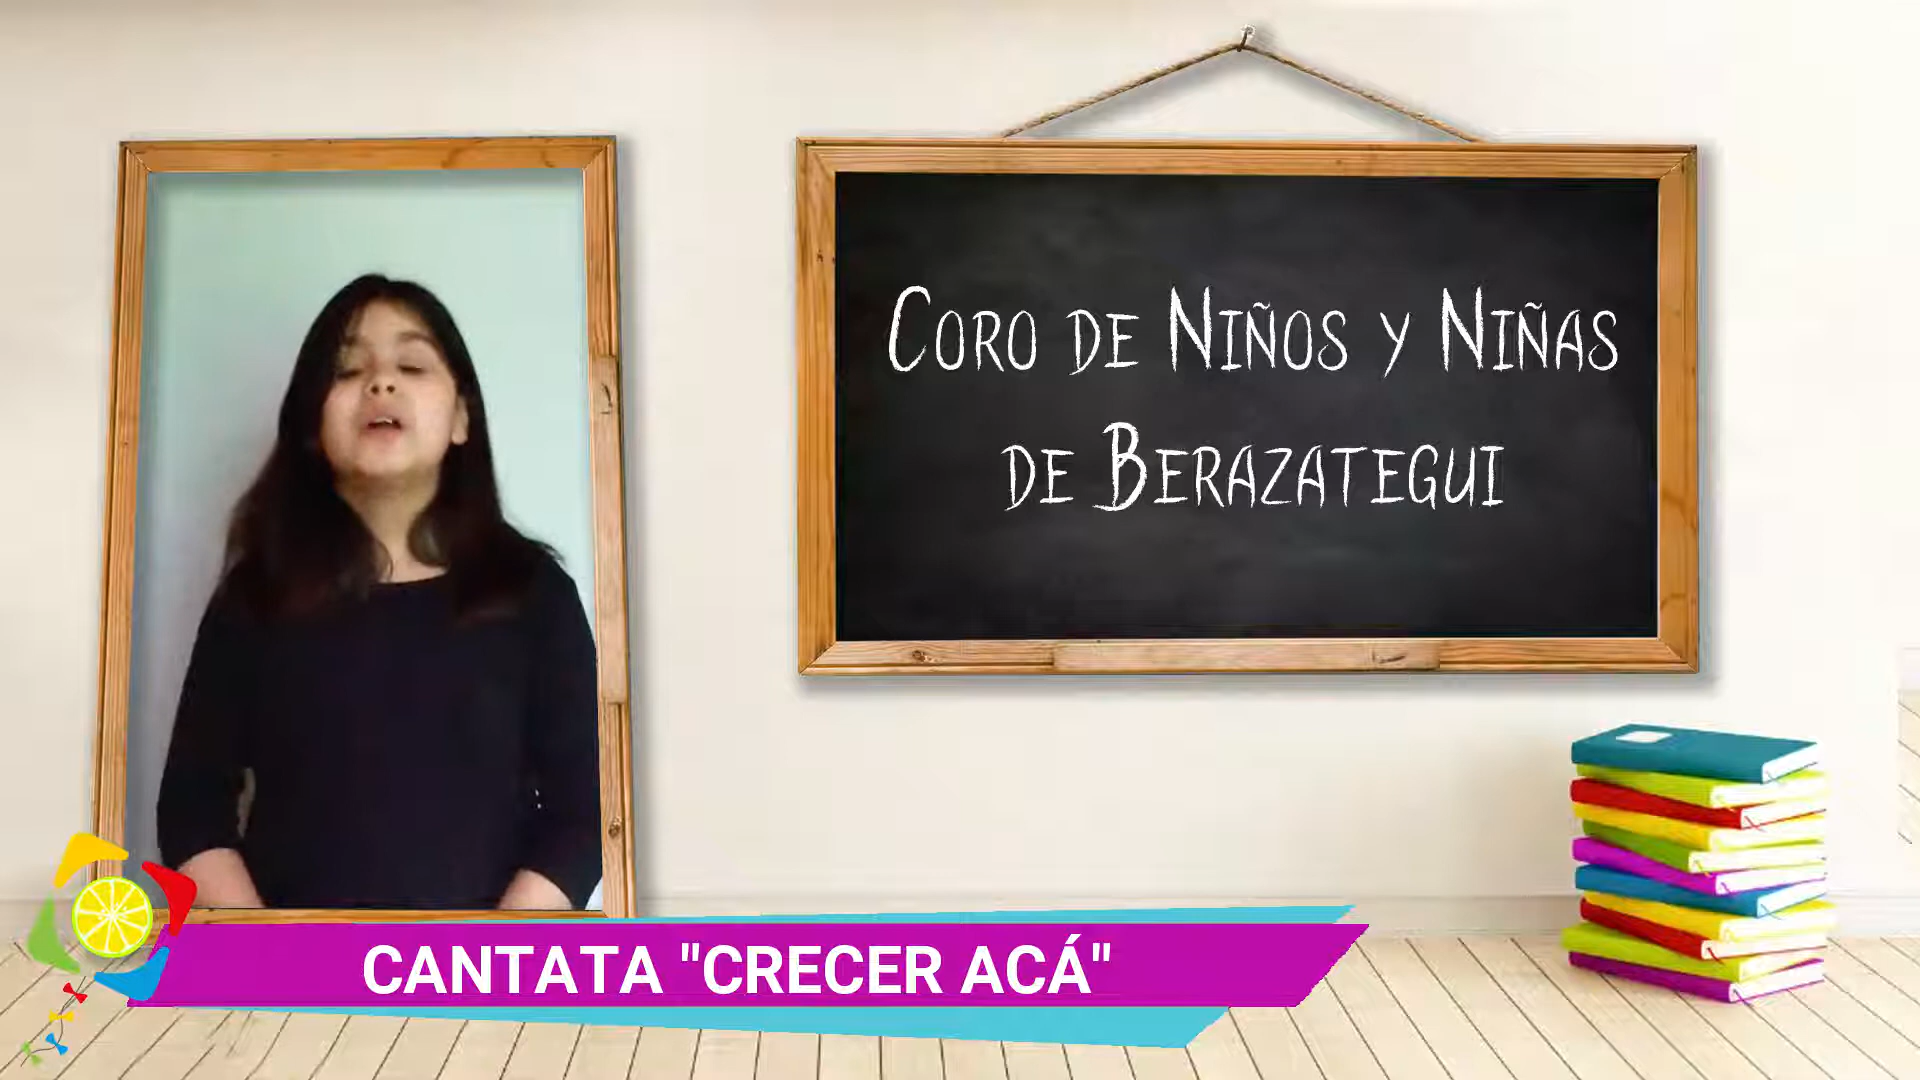 CORO DE NIÑOS Y NIÑAS
DE BERAZATEGUI
CANTATA "CRECER ACÁ"